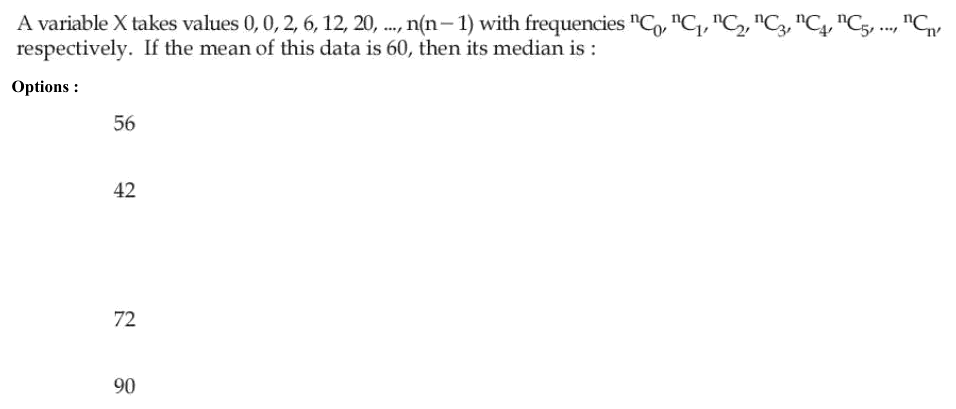 A variable X takes values 0, 0, 2, 6, 12, 20, ..., n(n − 1) with frequencies ⁿC₀, ⁿC₁, ⁿC₂, ⁿC₃, ⁿC₄, ⁿC₅, ..., ⁿCₙ,
respectively. If the mean of this data is 60, then its median is :
Options :
56
42
72
90